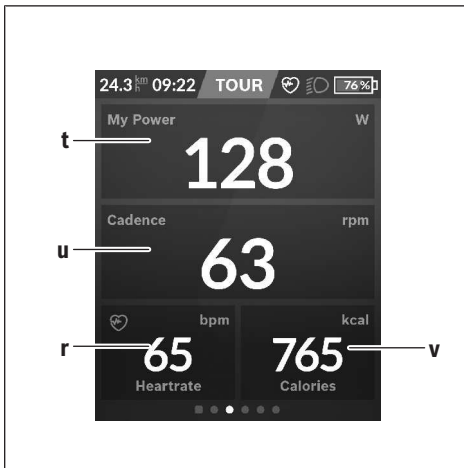 24.3 km/h 09:22 TOUR 76%
My Power W
t
128
Cadence rpm
u
63
bpm kcal
r 65 765 v
Heartrate Calories